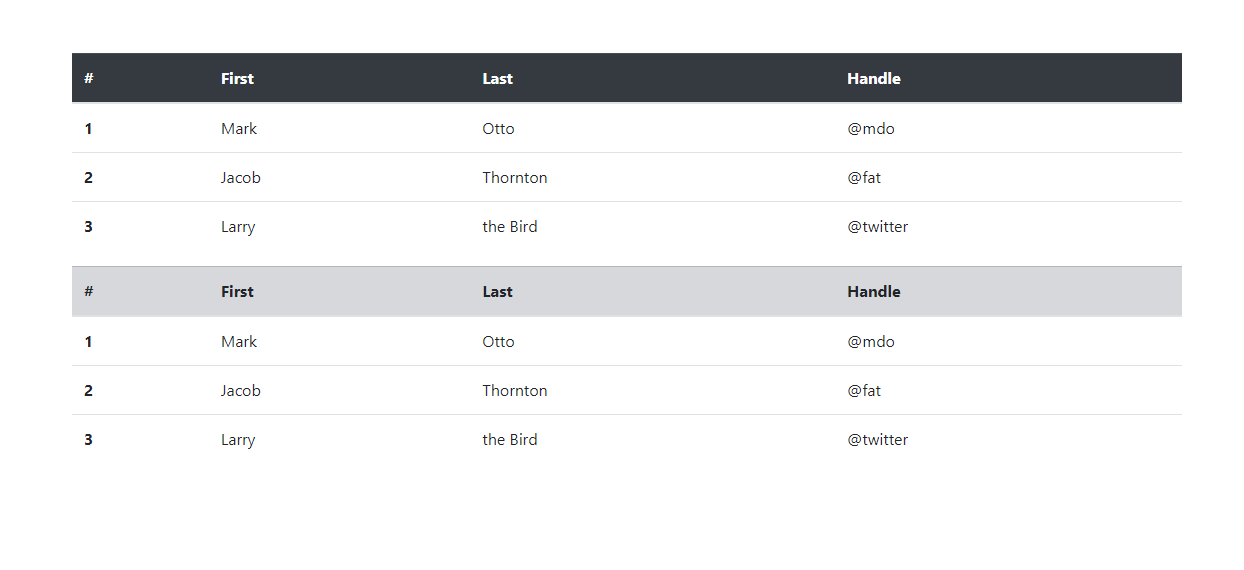 # First Last Handle
1 Mark Otto @mdo
2 Jacob Thornton @fat
3 Larry the Bird @twitter
# First Last Handle
1 Mark Otto @mdo
2 Jacob Thornton @fat
3 Larry the Bird @twitter